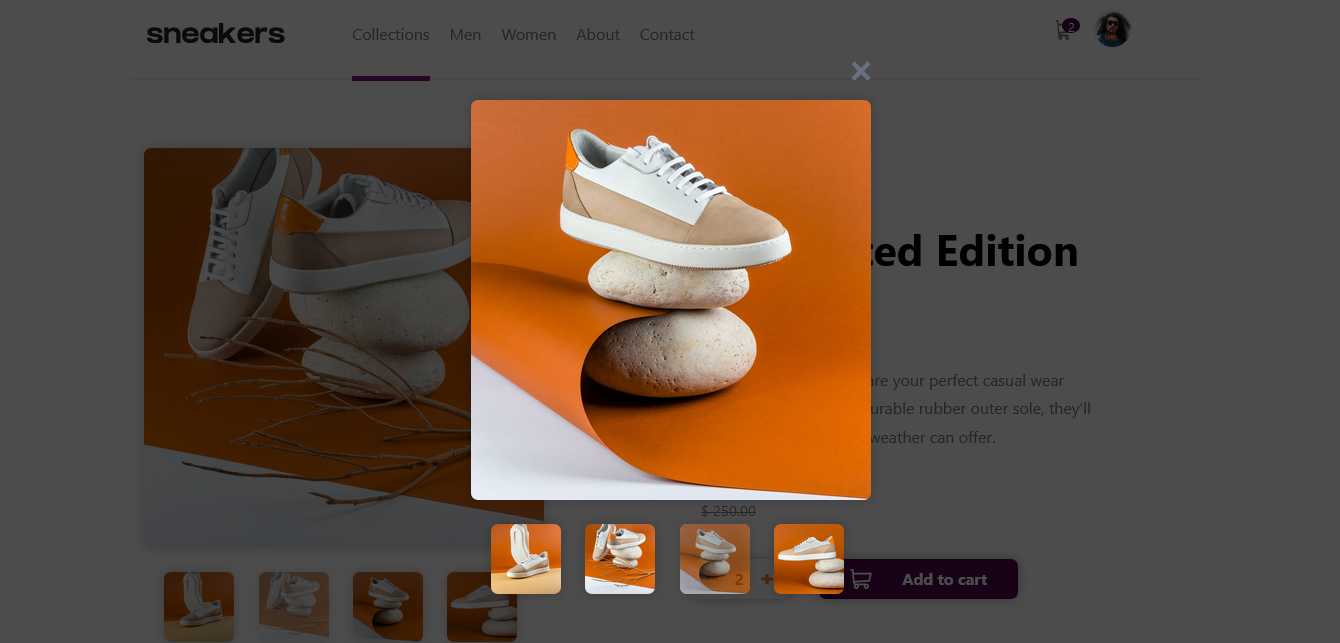 sneakers
Collections Men Women About Contact
2
ted Edition
are your perfect casual wear
urable rubber outer sole, they'll
weather can offer.
$ 250.00
2 +
Add to cart